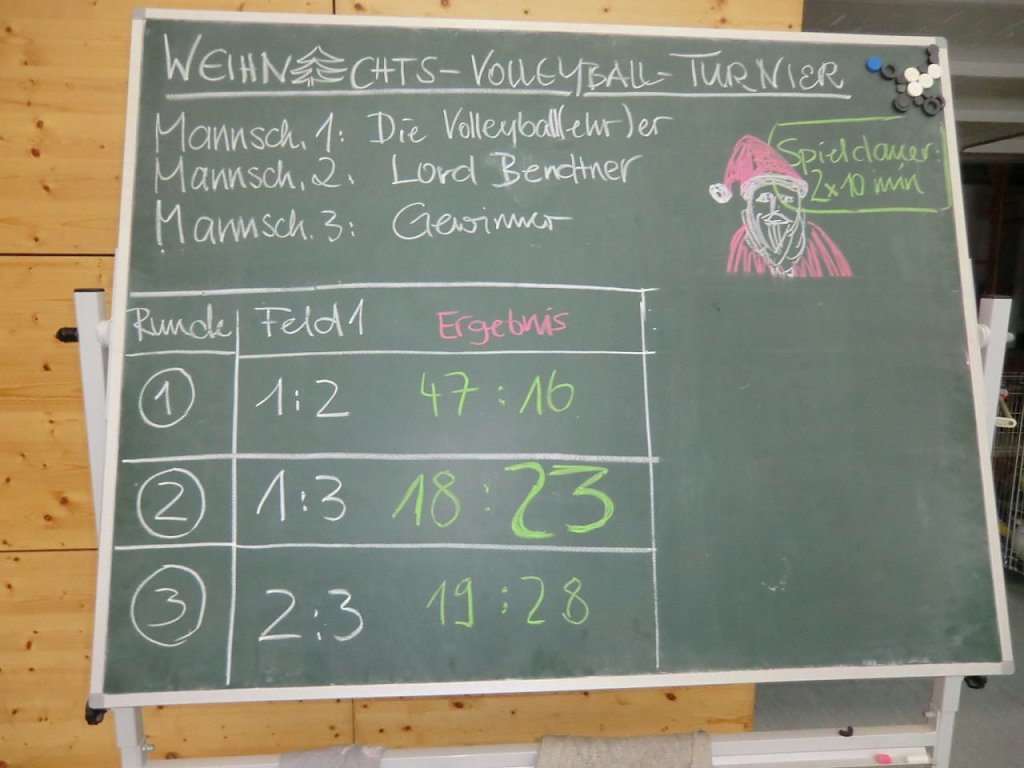 WEIHNACHTS-VOLLEYBALL-TURNIER
Mannsch. 1: Die Volleyball(ehr)er
Mannsch. 2. Lord Bendtner
Mannsch. 3: Gewinner
Spieldauer:
2x10 min
Runde Feld 1 Ergebnis
1 1:2 47:16
2 1:3 18:23
3 2:3 19:28